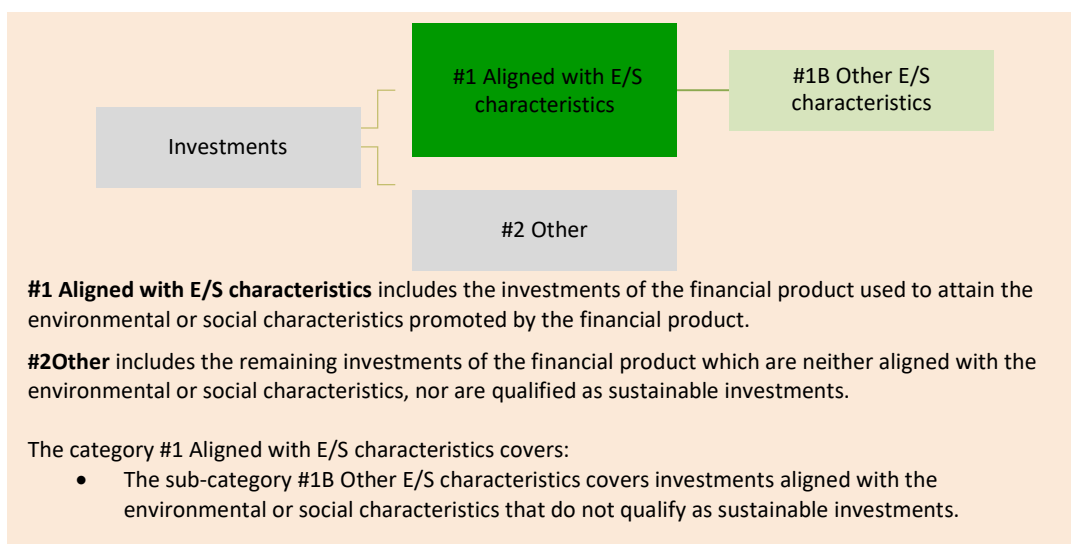 #1 Aligned with E/S
characteristics
#1B Other E/S
characteristics
Investments
#2 Other
#1 Aligned with E/S characteristics includes the investments of the financial product used to attain the
environmental or social characteristics promoted by the financial product.
#2Other includes the remaining investments of the financial product which are neither aligned with the
environmental or social characteristics, nor are qualified as sustainable investments.
The category #1 Aligned with E/S characteristics covers:
• The sub-category #1B Other E/S characteristics covers investments aligned with the
environmental or social characteristics that do not qualify as sustainable investments.